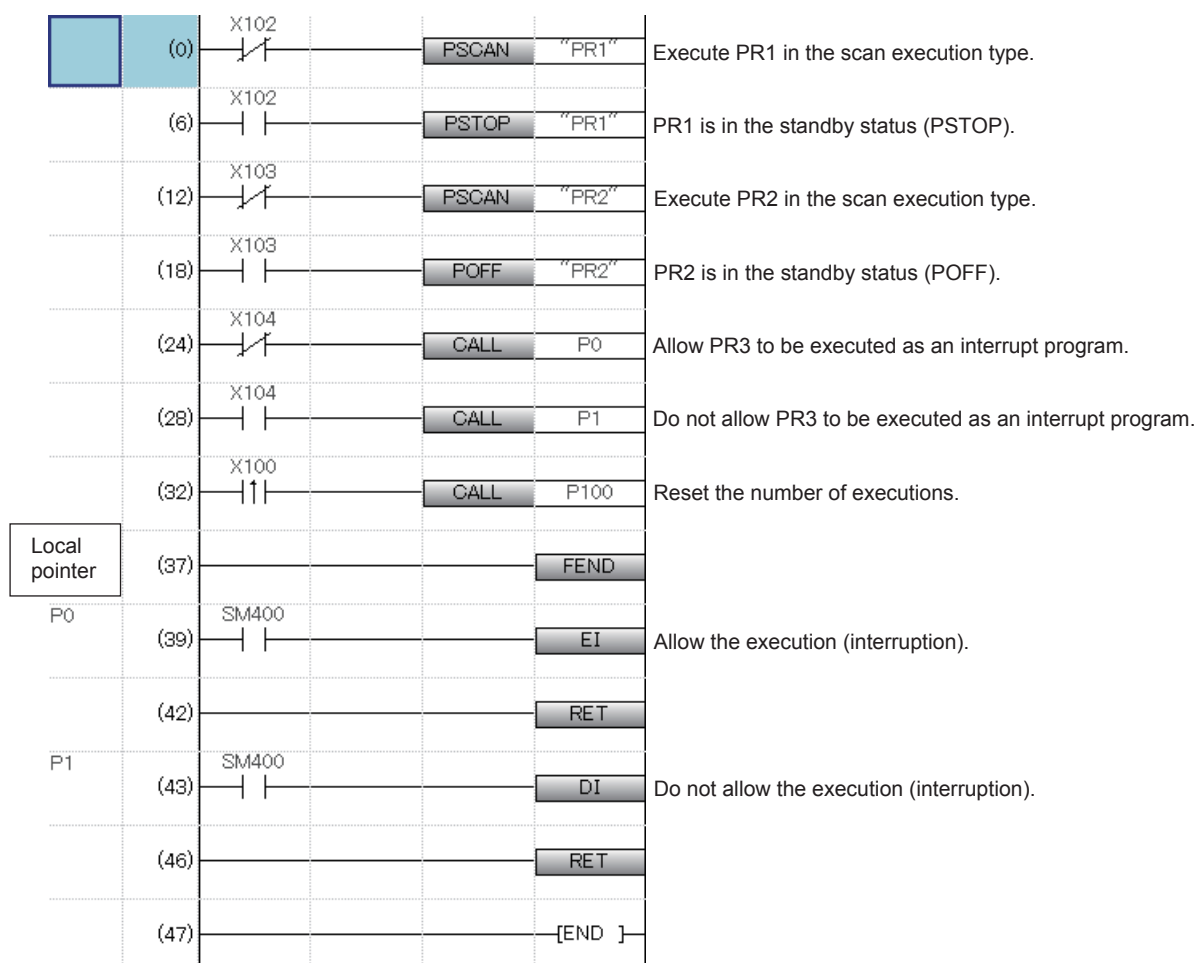 X102
(0) PSCAN "PR1" Execute PR1 in the scan execution type.
X102
(6) PSTOP "PR1" PR1 is in the standby status (PSTOP).
X103
(12) PSCAN "PR2" Execute PR2 in the scan execution type.
X103
(18) POFF "PR2" PR2 is in the standby status (POFF).
X104
(24) CALL P0 Allow PR3 to be executed as an interrupt program.
X104
(28) CALL P1 Do not allow PR3 to be executed as an interrupt program.
X100
(32) CALL P100 Reset the number of executions.
Local
pointer
(37) FEND
P0 SM400
(39) EI Allow the execution (interruption).
(42) RET
P1 SM400
(43) DI Do not allow the execution (interruption).
(46) RET
(47) [END ]